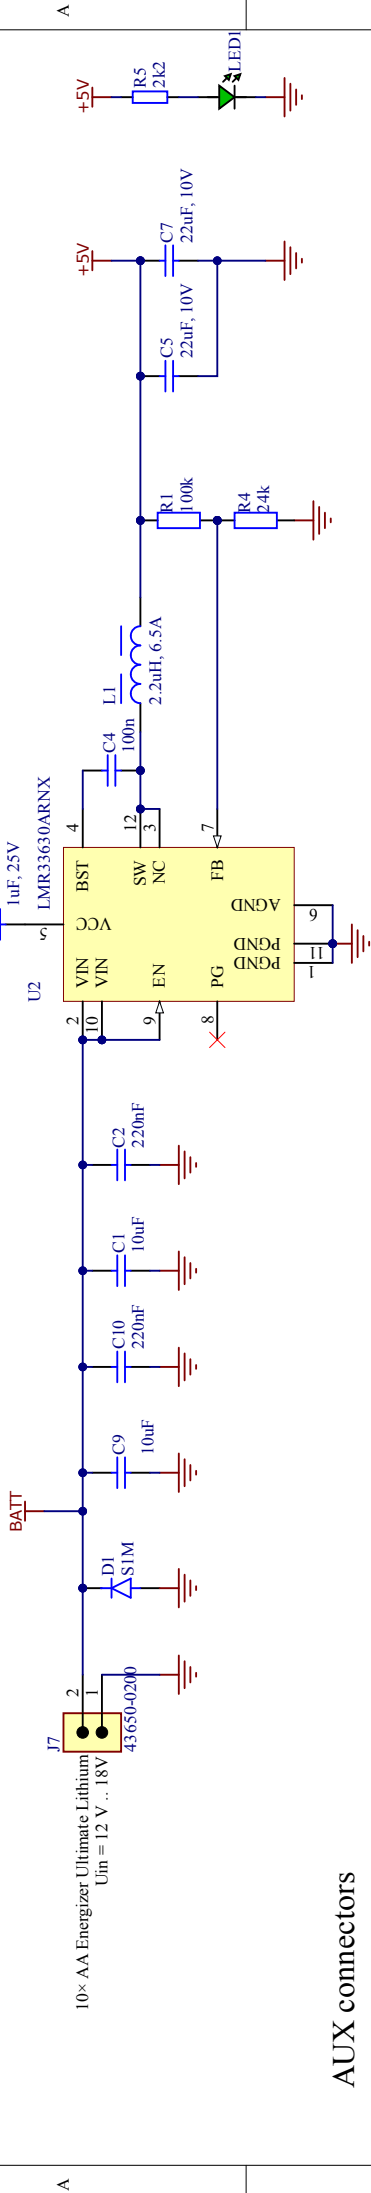 A
10× AA Energizer Ultimate Lithium
Uin = 12 V .. 18V
J7
2
1
43650-0200
D1
S1M
BATT
C9
10uF
C10
220nF
C1
10uF
C2
220nF
U2
LMR33630ARNX
1uF, 25V
2
VIN
10
VIN
9
EN
8
PG
5
VCC
4
BST
12
SW
3
NC
7
FB
1
PGND
11
PGND
6
AGND
C4
100n
L1
2.2uH, 6.5A
R1
100k
R4
24k
C5
22uF, 10V
C7
22uF, 10V
+5V
+5V
R5
2k2
LED1
A
AUX connectors